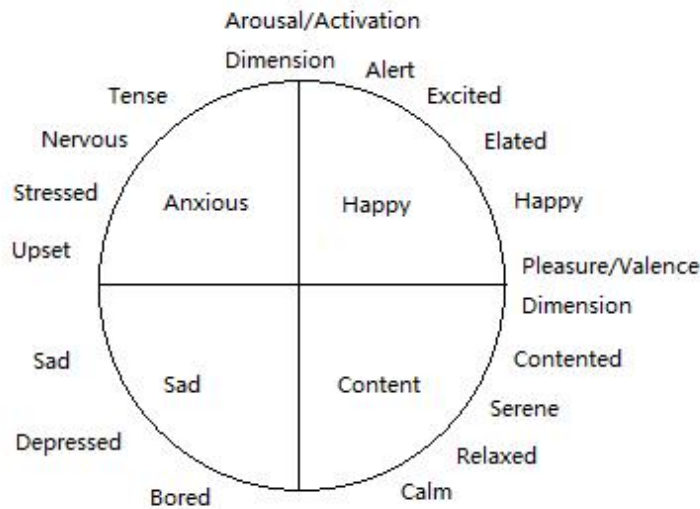 Arousal/Activation
Dimension
Alert
Tense
Excited
Nervous
Elated
Stressed
Anxious
Happy
Happy
Upset
Pleasure/Valence
Dimension
Sad
Contented
Sad
Content
Serene
Depressed
Relaxed
Bored
Calm